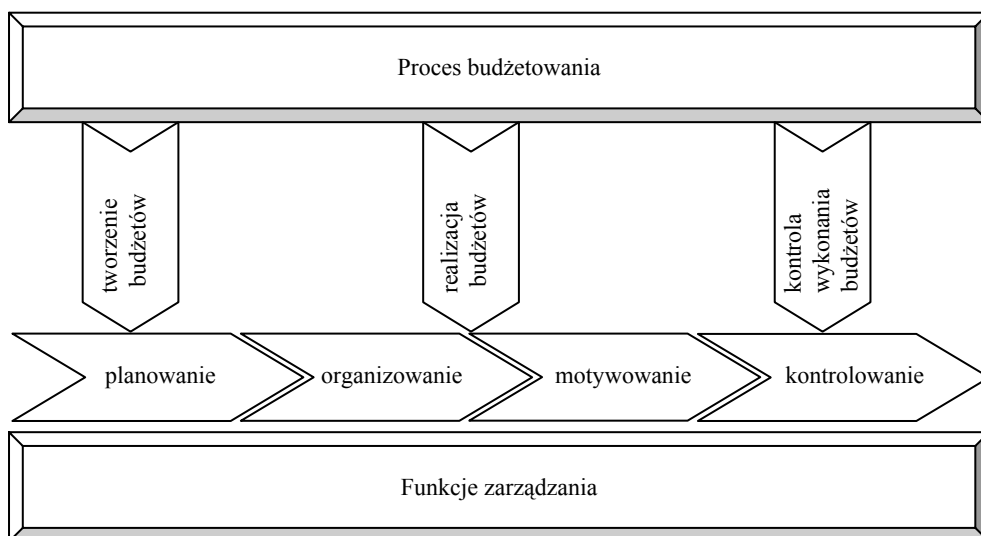 Proces budżetowania
tworzenie
budżetów
realizacja
budżetów
kontrola
wykonania
budżetów
planowanie
organizowanie
motywowanie
kontrolowanie
Funkcje zarządzania